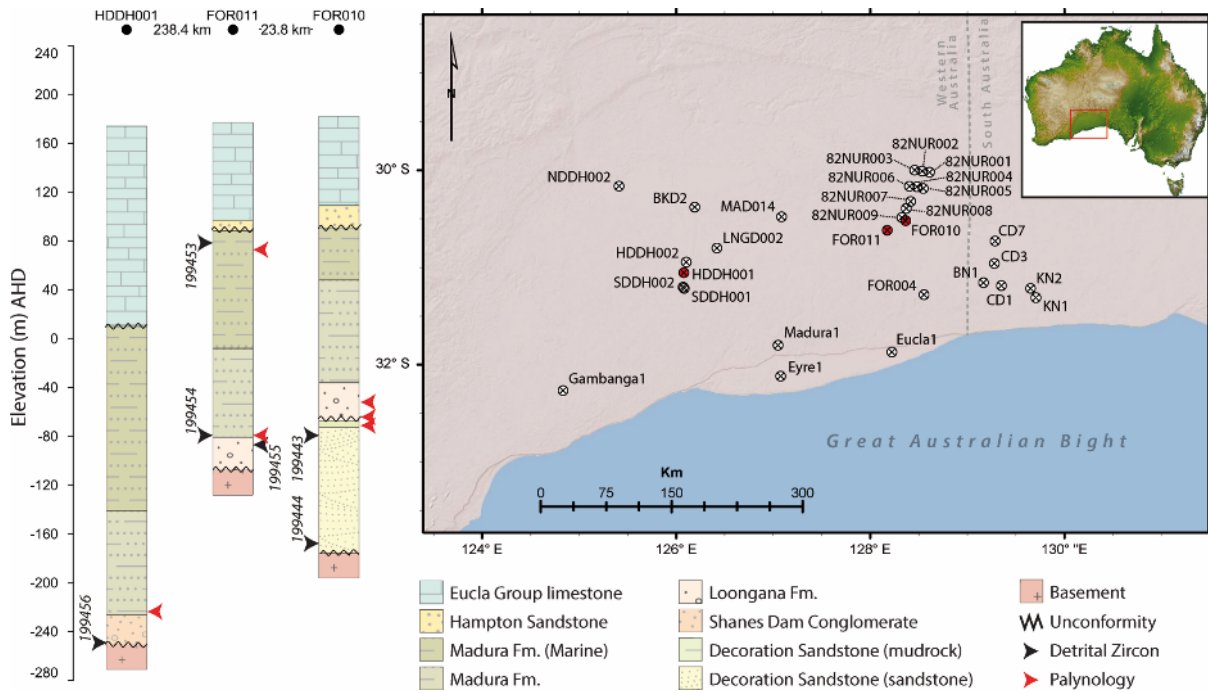 HDDH001 FOR011 FOR010
238.4 km 23.8 km
Elevation (m) AHD
240
200
160
120
80
40
0
-40
-80
-120
-160
-200
-240
-280
199453
199454
199455
199443
199444
199456
N
Western Australia
South Australia
30° S
32° S
124° E
126° E
128° E
130° E
NDDH002
BKD2
MAD014
LNGD002
HDDH002
HDDH001
SDDH002
SDDH001
82NUR002
82NUR003
82NUR001
82NUR006
82NUR004
82NUR005
82NUR007
82NUR008
82NUR009
FOR010
FOR011
FOR004
CD7
CD3
BN1
CD1
KN2
KN1
Madura1
Eucla1
Eyre1
Gambanga1
Great Australian Bight
Km
0 75 150 300
Eucla Group limestone
Hampton Sandstone
Madura Fm. (Marine)
Madura Fm.
Loongana Fm.
Shanes Dam Conglomerate
Decoration Sandstone (mudrock)
Decoration Sandstone (sandstone)
Basement
Unconformity
Detrital Zircon
Palynology